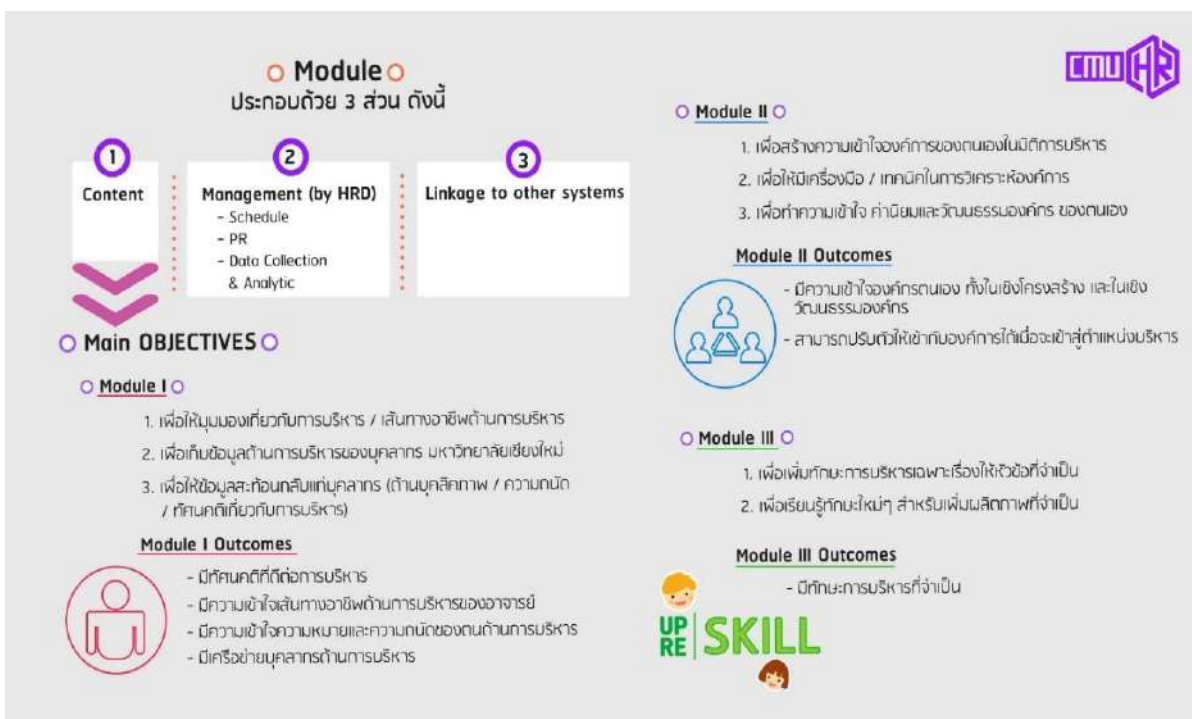 Module
ประกอบด้วย 3 ส่วน ดังนี้
1
Content
2
Management (by HRD)
- Schedule
- PR
- Data Collection
& Analytic
3
Linkage to other systems
Main OBJECTIVES
Module I
1. เพื่อให้มุมมองเกี่ยวกับการบริหาร / เส้นทางอาชีพด้านการบริหาร
2. เพื่อเก็บข้อมูลด้านการบริหารของบุคลากร มหาวิทยาลัยเชียงใหม่
3. เพื่อให้ข้อมูลสะท้อนกลับแก่บุคลากร (ด้านบุคลิกภาพ / ความถนัด
/ ทัศนคติเกี่ยวกับการบริหาร)
Module I Outcomes
- มีทัศนคติที่ดีต่อการบริหาร
- มีความเข้าใจเส้นทางอาชีพด้านการบริหารของอาจารย์
- มีความเข้าใจความหมายและความถนัดของตนด้านการบริหาร
- มีเครือข่ายบุคลากรด้านการบริหาร
CMU HR
Module II
1. เพื่อสร้างความเข้าใจองค์การของตนเองในมิติการบริหาร
2. เพื่อให้มีเครื่องมือ / เทคนิคในการวิเคราะห์องค์การ
3. เพื่อทำความเข้าใจ ค่านิยมและวัฒนธรรมองค์กร ของตนเอง
Module II Outcomes
- มีความเข้าใจองค์กรตนเอง ทั้งในเชิงโครงสร้าง และในเชิง
วัฒนธรรมองค์กร
- สามารถปรับตัวให้เข้ากับองค์การได้เมื่อจะเข้าสู่ตำแหน่งบริหาร
Module III
1. เพื่อเพิ่มทักษะการบริหารเฉพาะเรื่องให้หัวข้อที่จำเป็น
2. เพื่อเรียนรู้ทักษะใหม่ๆ สำหรับเพิ่มผลิตภาพที่จำเป็น
Module III Outcomes
- มีทักษะการบริหารที่จำเป็น
UP
RE
SKILL